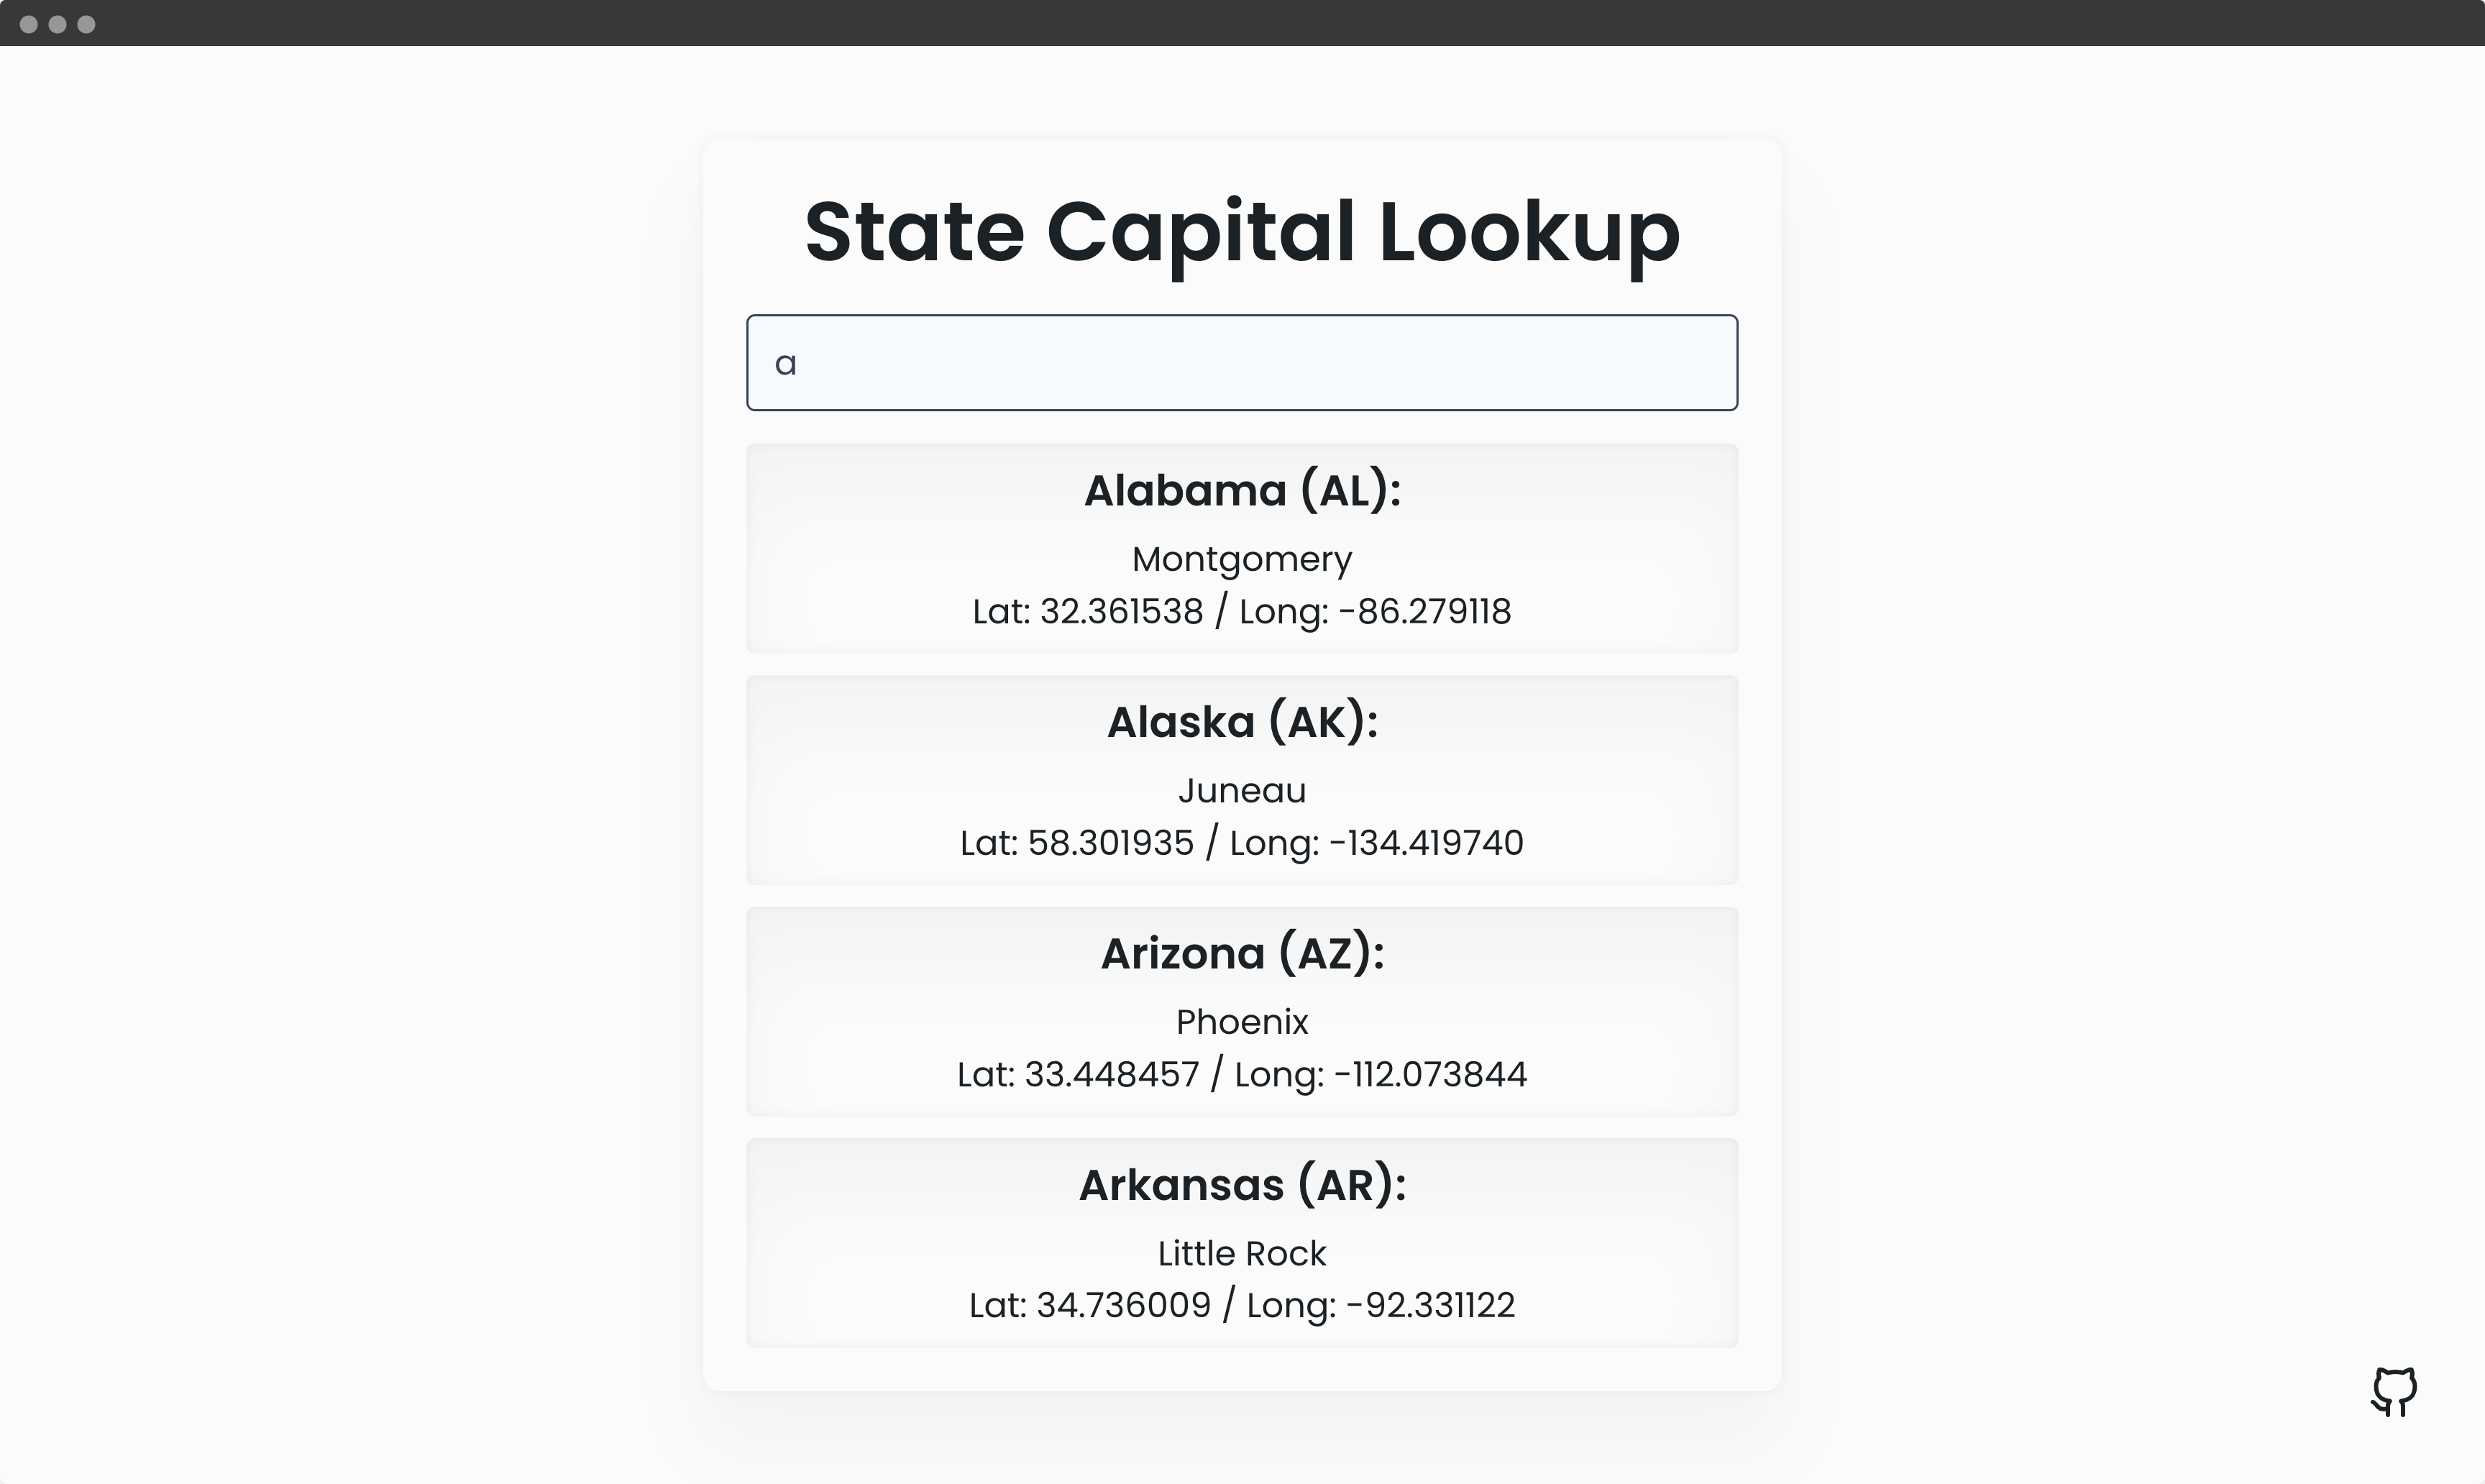 State Capital Lookup
a
Alabama (AL):
Montgomery
Lat: 32.361538 / Long: -86.279118
Alaska (AK):
Juneau
Lat: 58.301935 / Long: -134.419740
Arizona (AZ):
Phoenix
Lat: 33.448457 / Long: -112.073844
Arkansas (AR):
Little Rock
Lat: 34.736009 / Long: -92.331122